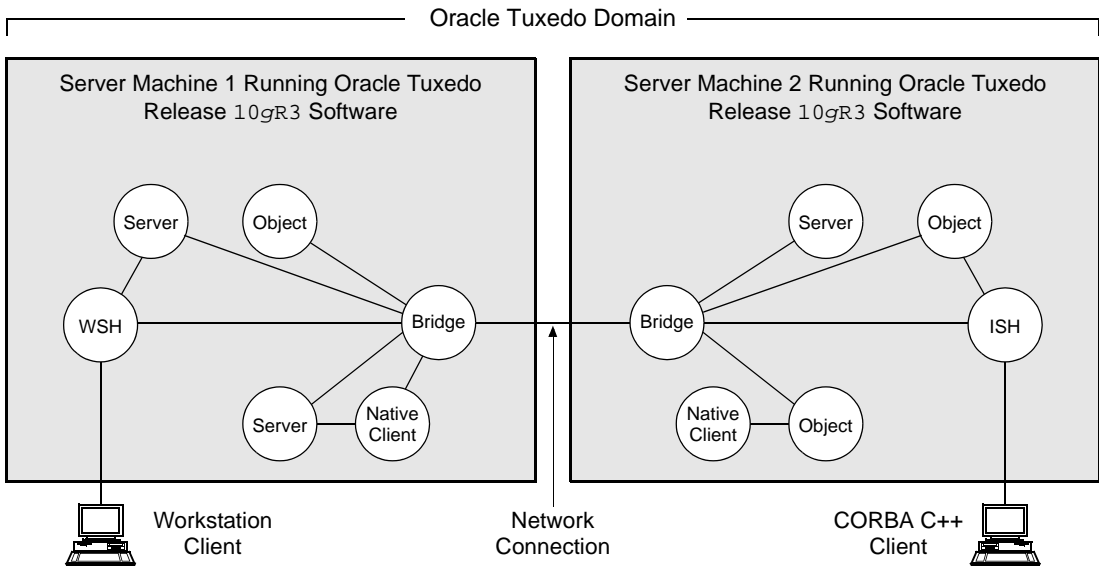 Oracle Tuxedo Domain
Server Machine 1 Running Oracle Tuxedo
Release 10gR3 Software
Server
Object
WSH
Bridge
Server
Native
Client
Server Machine 2 Running Oracle Tuxedo
Release 10gR3 Software
Server
Object
Bridge
ISH
Native
Client
Object
Workstation
Client
Network
Connection
CORBA C++
Client